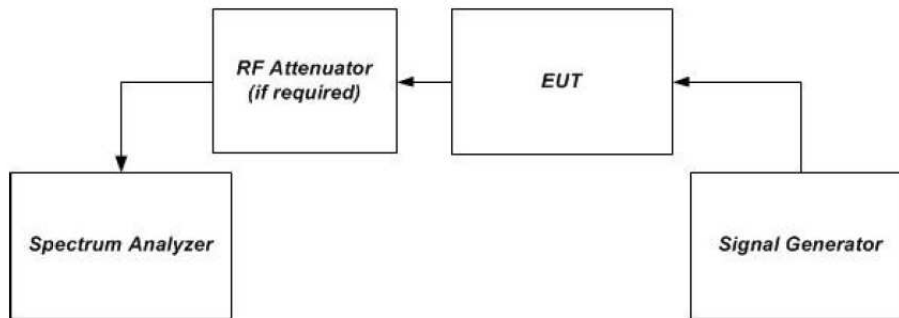 RF Attenuator
(if required)
EUT
Spectrum Analyzer
Signal Generator